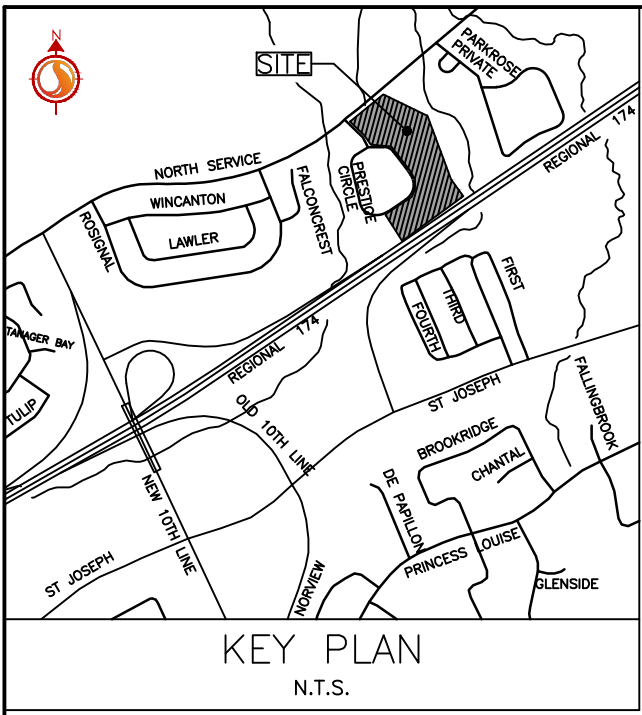 N
SITE
PARKROSE
PRIVATE
REGIONAL 174
NORTH SERVICE
PRESTIGE
CIRCLE
FALCONCREST
WINCANTON
ROSIGNAL
LAWLER
FIRST
THIRD
FOURTH
TANAGER BAY
REGIONAL 174
TULIP
OLD 10TH LINE
ST JOSEPH
FALLINGBROOK
BROOKRIDGE
CHANTAL
DE PAPILLON
NEW 10TH LINE
PRINCESS LOUISE
ST JOSEPH
NORVIEW
GLENSIDE
KEY PLAN
N.T.S.